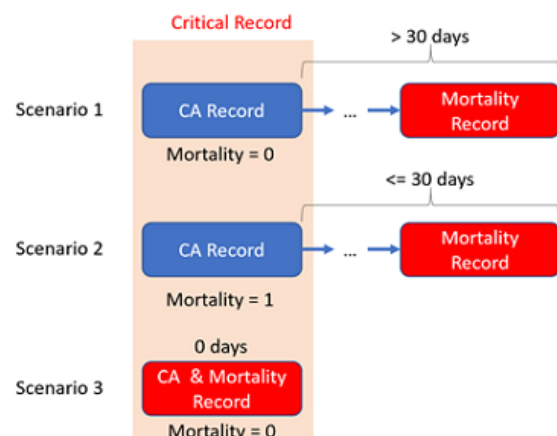 Critical Record
> 30 days
Scenario 1
CA Record
...
Mortality
Record
Mortality = 0
<= 30 days
Scenario 2
CA Record
...
Mortality
Record
Mortality = 1
0 days
Scenario 3
CA & Mortality
Record
Mortality = 0